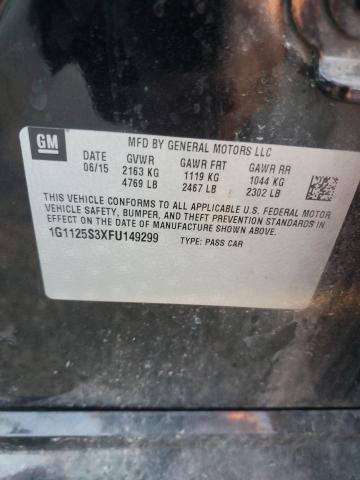 GM
MFD BY GENERAL MOTORS LLC
DATE GVWR GAWR FRT GAWR RR
06/15 2163 KG 1119 KG 1044 KG
4769 LB 2467 LB 2302 LB
THIS VEHICLE CONFORMS TO ALL APPLICABLE U.S. FEDERAL MOTOR
VEHICLE SAFETY, BUMPER, AND THEFT PREVENTION STANDARDS
IN EFFECT ON THE DATE OF MANUFACTURE SHOWN ABOVE.
1G1125S3XFU149299 TYPE: PASS CAR